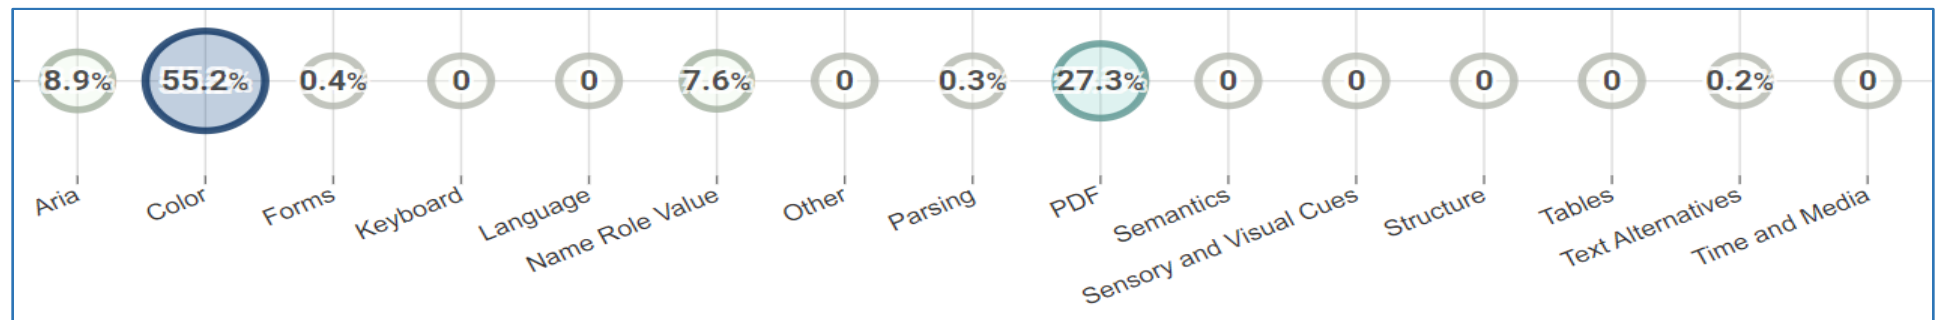 8.9% 55.2% 0.4% 0 0 7.6% 0 0.3% 27.3% 0 0 0 0 0.2% 0
Aria
Color
Forms
Keyboard
Language
Name Role Value
Other
Parsing
PDF
Semantics
Sensory and Visual Cues
Structure
Tables
Text Alternatives
Time and Media